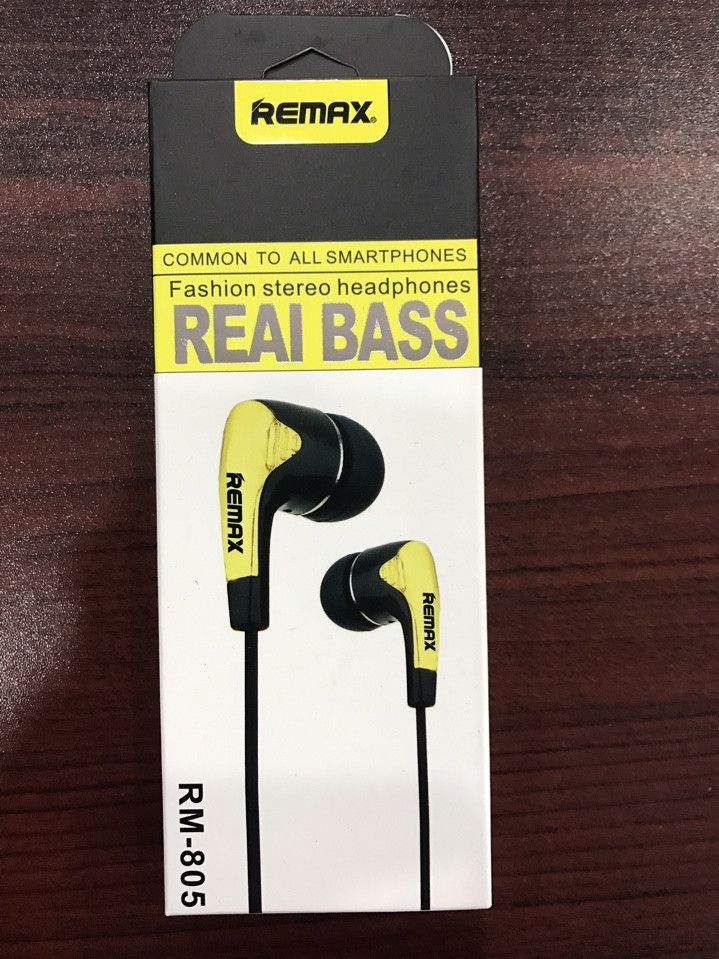 REMAX®
COMMON TO ALL SMARTPHONES
Fashion stereo headphones
REAI BASS
REMAX
REMAX
RM-805